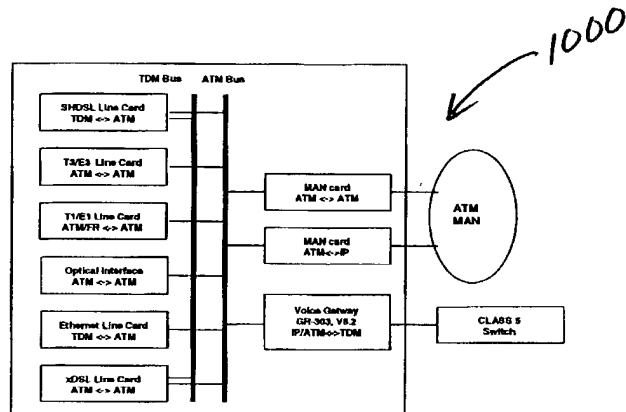 1000
TDM Bus ATM Bus
SHDSL Line Card
TDM <-> ATM
T3/E3 Line Card
ATM <-> ATM
T1/E1 Line Card
ATM/FR <-> ATM
Optical Interface
ATM <-> ATM
Ethernet Line Card
TDM <-> ATM
xDSL Line Card
ATM <-> ATM
MAN card
ATM <-> ATM
MAN card
ATM<->IP
Voice Gatway
GR-303, V5.2
IP/ATM<->TDM
ATM
MAN
CLASS 5
Switch